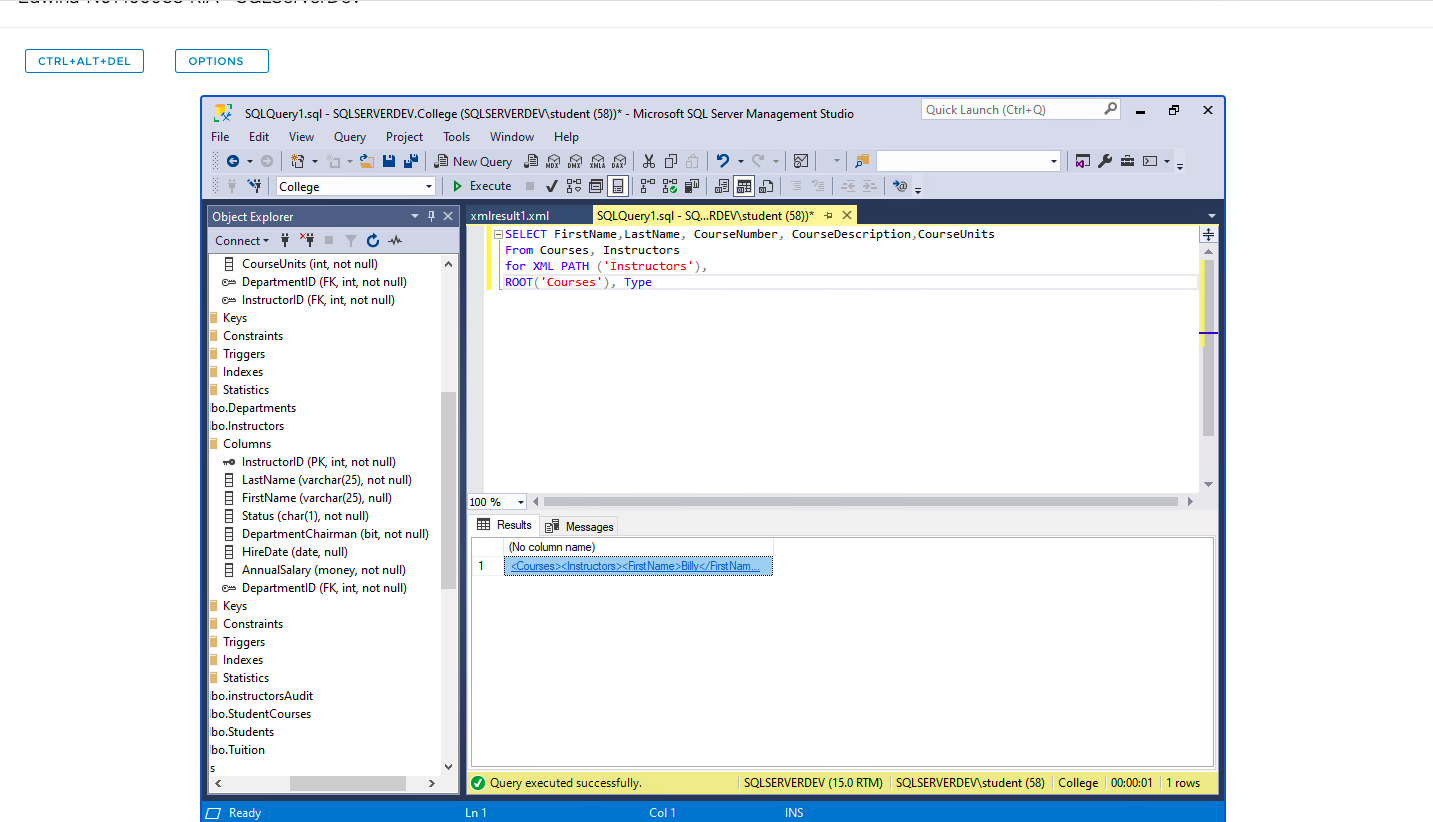 CTRL+ALT+DEL
OPTIONS
SQLQuery1.sql - SQLSERVERDEV.College (SQLSERVERDEV\student (58))* - Microsoft SQL Server Management Studio
Quick Launch (Ctrl+Q)
File Edit View Query Project Tools Window Help
New Query MDX DMX XMLA DAX
College Execute
Object Explorer
xmlresult1.xml
SQLQuery1.sql - SQ...RDEV\student (58))*
Connect
CourseUnits (int, not null)
DepartmentID (FK, int, not null)
InstructorID (FK, int, not null)
Keys
Constraints
Triggers
Indexes
Statistics
bo.Departments
bo.Instructors
Columns
InstructorID (PK, int, not null)
LastName (varchar(25), not null)
FirstName (varchar(25), null)
Status (char(1), not null)
DepartmentChairman (bit, not null)
HireDate (date, null)
AnnualSalary (money, not null)
DepartmentID (FK, int, not null)
Keys
Constraints
Triggers
Indexes
Statistics
bo.instructorsAudit
bo.StudentCourses
bo.Students
bo.Tuition
s
SELECT FirstName,LastName, CourseNumber, CourseDescription,CourseUnits
From Courses, Instructors
for XML PATH ('Instructors'),
ROOT('Courses'), Type
100 %
Results Messages
(No column name)
1 <Courses><Instructors><FirstName>Billy</FirstNam...
Query executed successfully. SQLSERVERDEV (15.0 RTM) SQLSERVERDEV\student (58) College 00:00:01 1 rows
Ready Ln 1 Col 1 INS